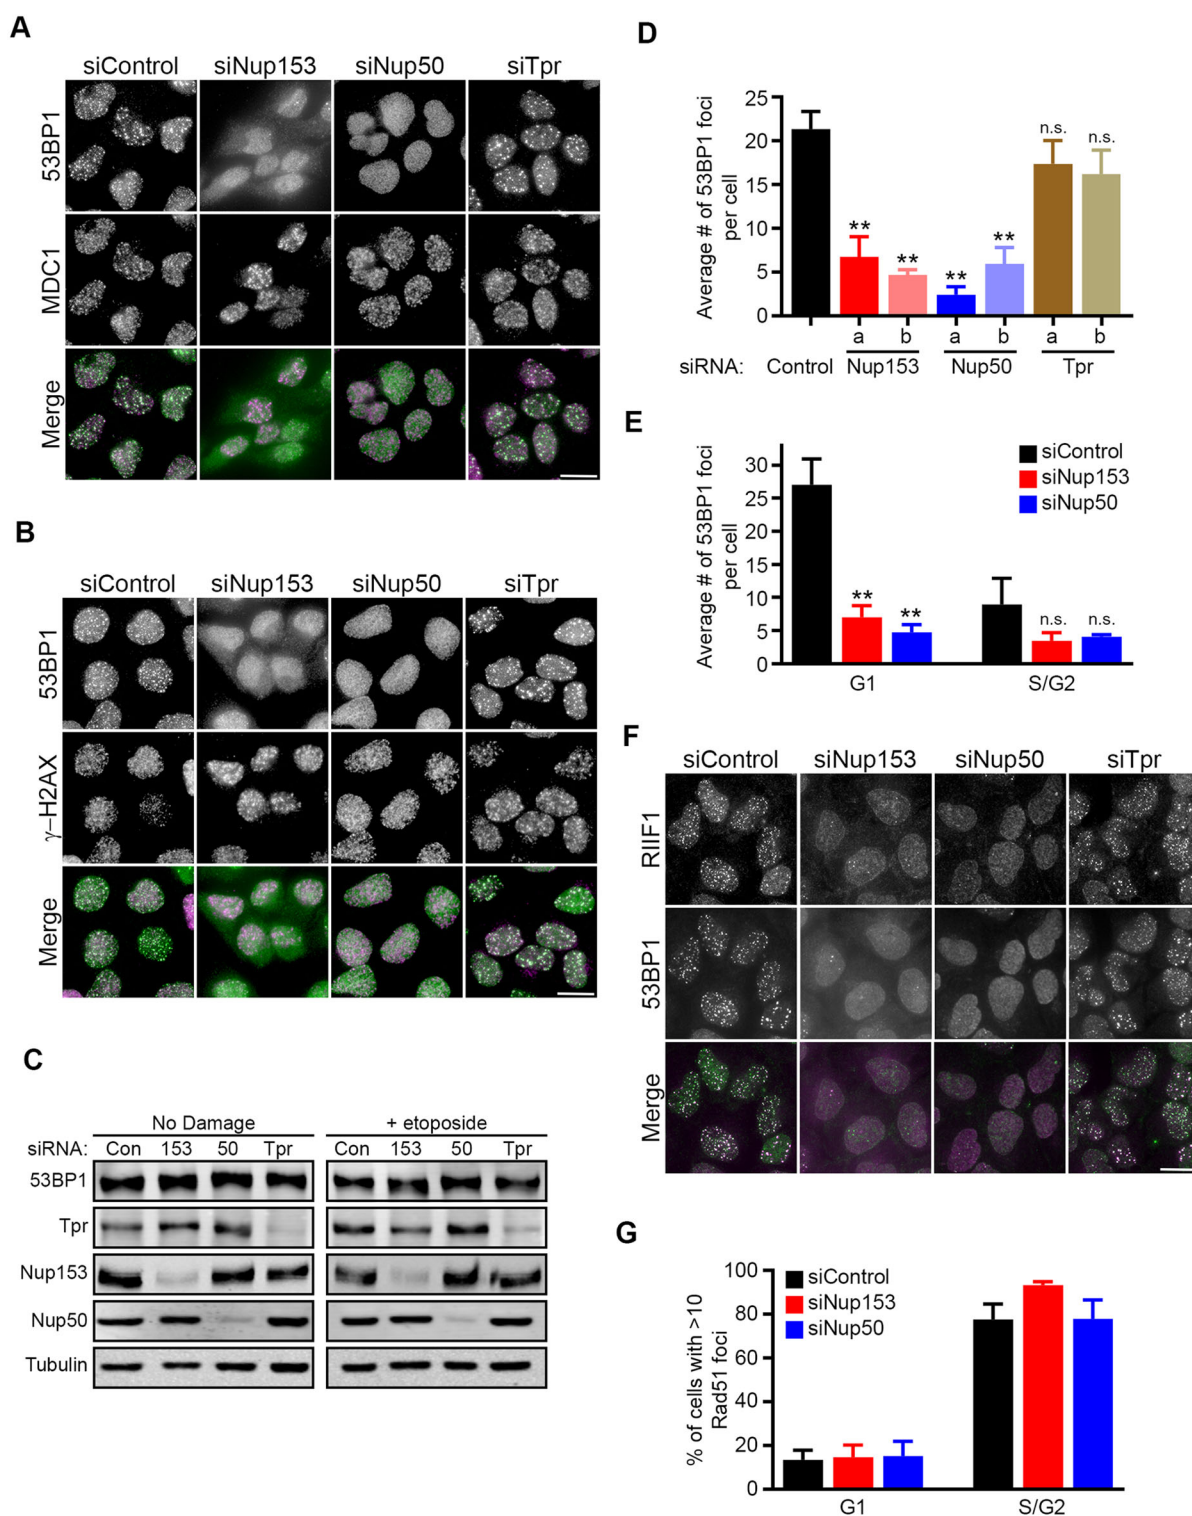 A
siControl siNup153 siNup50 siTpr
53BP1
MDC1
Merge
B
siControl siNup153 siNup50 siTpr
53BP1
γ–H2AX
Merge
C
No Damage + etoposide
siRNA: Con 153 50 Tpr Con 153 50 Tpr
53BP1
Tpr
Nup153
Nup50
Tubulin
D
Average # of 53BP1 foci
per cell
25
20
15
10
5
0
** ** ** ** n.s. n.s.
a b a b a b
siRNA: Control Nup153 Nup50 Tpr
E
Average # of 53BP1 foci
per cell
30
25
20
15
10
5
0
siControl
siNup153
siNup50
** ** n.s. n.s.
G1 S/G2
F
siControl siNup153 siNup50 siTpr
RIIF1
53BP1
Merge
G
% of cells with >10
Rad51 foci
100
80
60
40
20
0
siControl
siNup153
siNup50
G1 S/G2